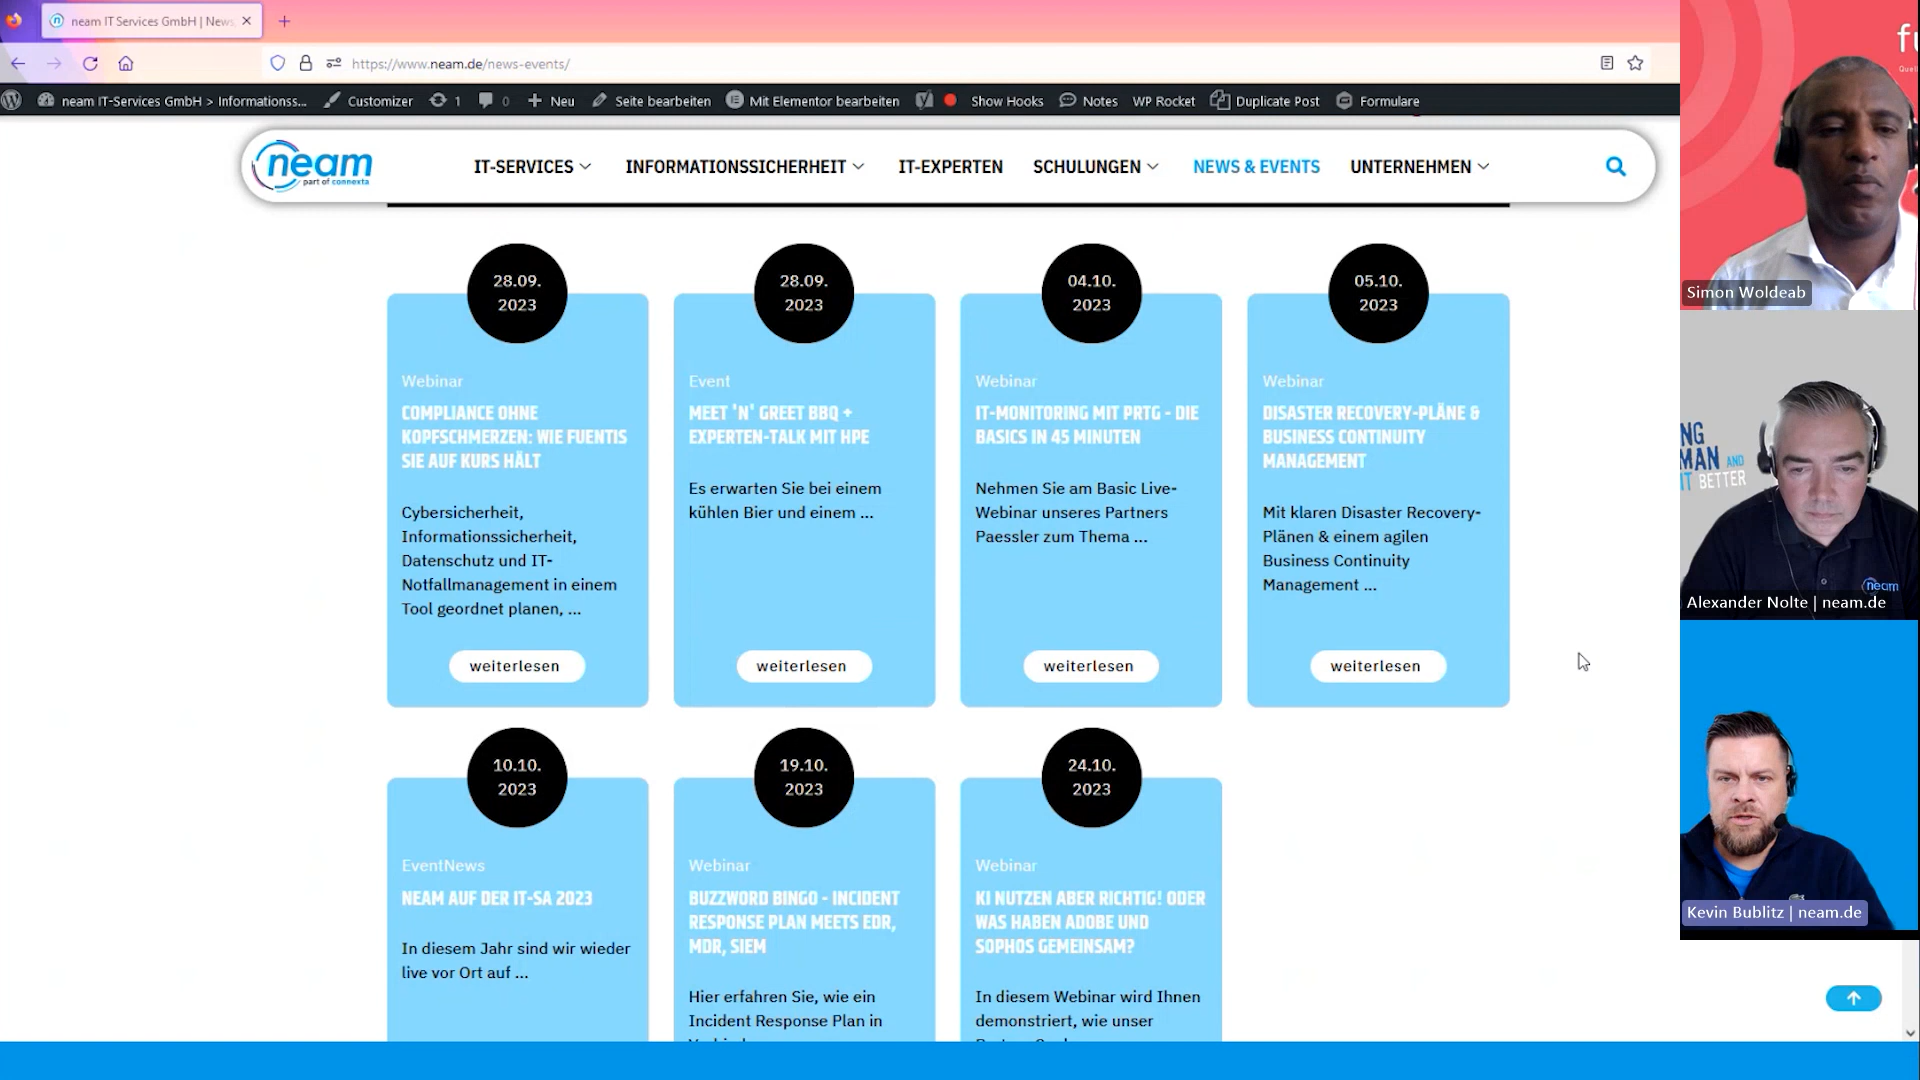 neam IT Services GmbH | News
https://www.neam.de/news-events/
neam IT-Services GmbH > Informationss...
Customizer
1
0
Neu
Seite bearbeiten
Mit Elementor bearbeiten
Show Hooks
Notes
WP Rocket
Duplicate Post
Formulare
neam
part of connexta
IT-SERVICES
INFORMATIONSSICHERHEIT
IT-EXPERTEN
SCHULUNGEN
NEWS & EVENTS
UNTERNEHMEN
28.09.
2023
Webinar
COMPLIANCE OHNE
KOPFSCHMERZEN: WIE FUENTIS
SIE AUF KURS HÄLT
Cybersicherheit,
Informationssicherheit,
Datenschutz und IT-
Notfallmanagement in einem
Tool geordnet planen, ...
weiterlesen
28.09.
2023
Event
MEET 'N' GREET BBQ +
EXPERTEN-TALK MIT HPE
Es erwarten Sie bei einem
kühlen Bier und einem ...
weiterlesen
04.10.
2023
Webinar
IT-MONITORING MIT PRTG - DIE
BASICS IN 45 MINUTEN
Nehmen Sie am Basic Live-
Webinar unseres Partners
Paessler zum Thema ...
weiterlesen
05.10.
2023
Webinar
DISASTER RECOVERY-PLÄNE &
BUSINESS CONTINUITY
MANAGEMENT
Mit klaren Disaster Recovery-
Plänen & einem agilen
Business Continuity
Management ...
weiterlesen
10.10.
2023
EventNews
NEAM AUF DER IT-SA 2023
In diesem Jahr sind wir wieder
live vor Ort auf ...
19.10.
2023
Webinar
BUZZWORD BINGO - INCIDENT
RESPONSE PLAN MEETS EDR,
MDR, SIEM
Hier erfahren Sie, wie ein
Incident Response Plan in
24.10.
2023
Webinar
KI NUTZEN ABER RICHTIG! ODER
WAS HABEN ADOBE UND
SOPHOS GEMEINSAM?
In diesem Webinar wird Ihnen
demonstriert, wie unser
fu
Simon Woldeab
NG
MAN AND
IT BETTER
neam
Alexander Nolte | neam.de
Kevin Bublitz | neam.de